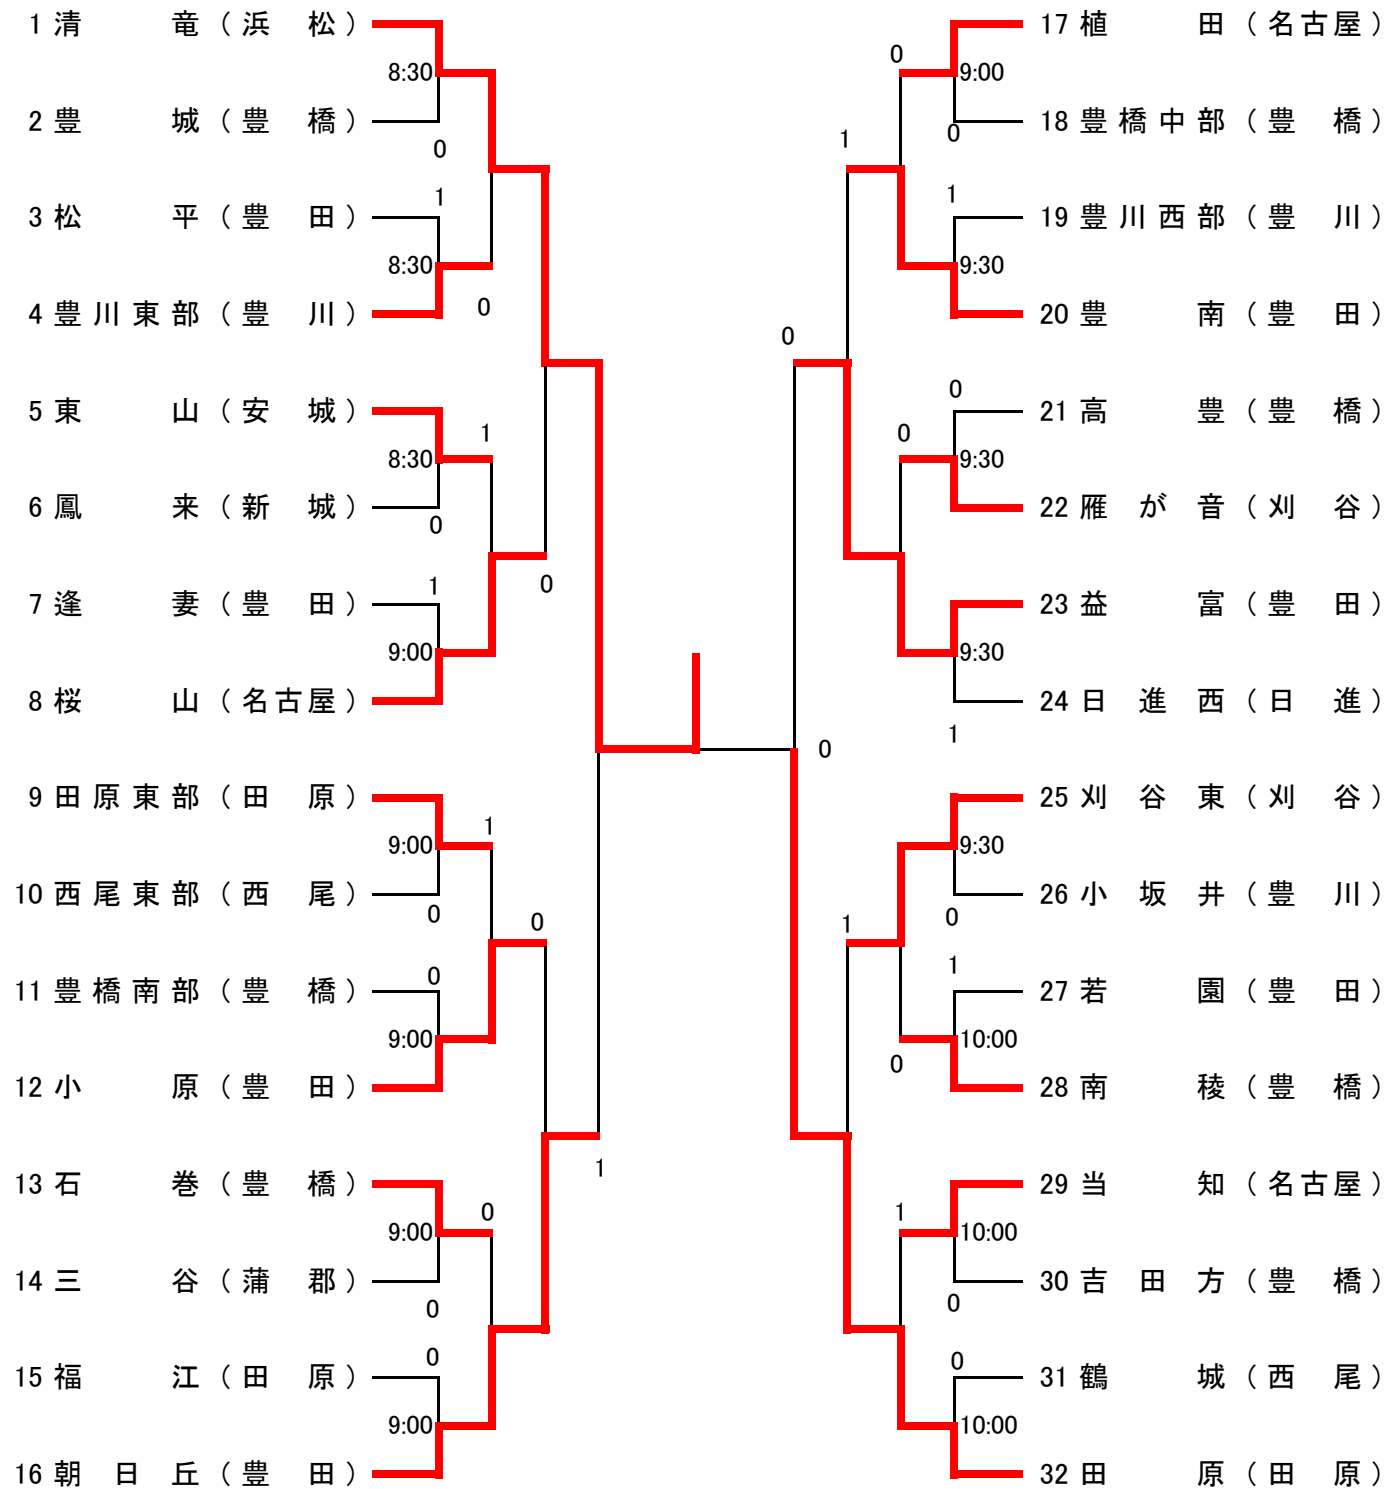 1 清竜（浜松）
8:30
2 豊城（豊橋）
0
1
3 松平（豊田）
8:30
4 豊川東部（豊川）
0
5 東山（安城）
1
8:30
6 鳳来（新城）
0
1
7 逢妻（豊田）
0
9:00
8 桜山（名古屋）
9 田原東部（田原）
1
9:00
10 西尾東部（西尾）
0
0
0
11 豊橋南部（豊橋）
9:00
12 小原（豊田）
13 石巻（豊橋）
1
0
9:00
14 三谷（蒲郡）
0
0
15 福江（田原）
9:00
16 朝日丘（豊田）
17 植田（名古屋）
0
9:00
18 豊橋中部（豊橋）
0
1
1
19 豊川西部（豊川）
9:30
20 豊南（豊田）
0
0
21 高豊（豊橋）
0
9:30
22 雁が音（刈谷）
23 益富（豊田）
9:30
24 日進西（日進）
1
0
25 刈谷東（刈谷）
9:30
26 小坂井（豊川）
0
1
1
27 若園（豊田）
10:00
0
28 南稜（豊橋）
29 当知（名古屋）
1
10:00
30 吉田方（豊橋）
0
0
31 鶴城（西尾）
10:00
32 田原（田原）